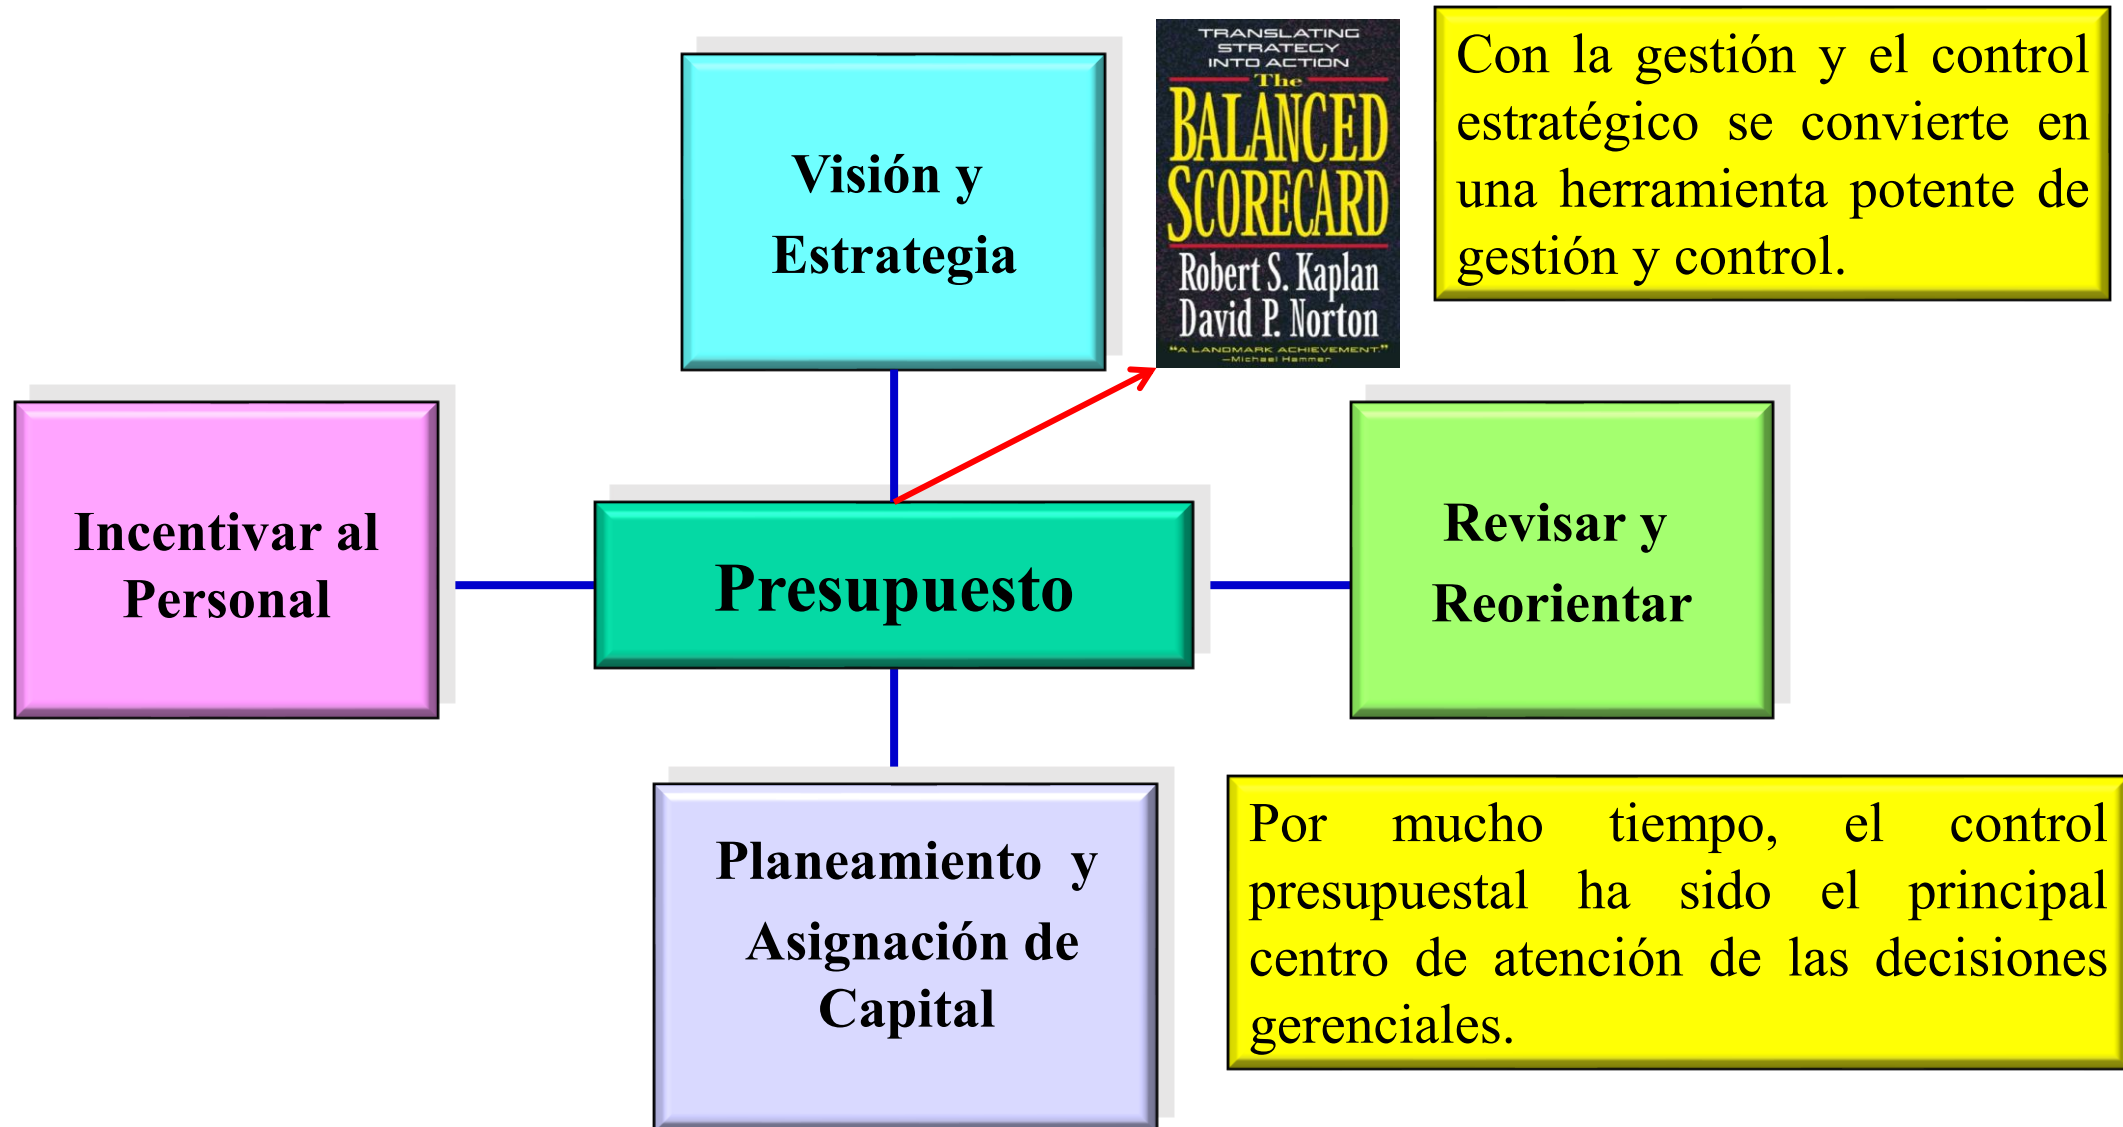 Visión y
Estrategia
TRANSLATING
STRATEGY
INTO ACTION
The
BALANCED
SCORECARD
Robert S. Kaplan
David P. Norton
"A LANDMARK ACHIEVEMENT."
—Michael Hammer
Con la gestión y el control
estratégico se convierte en
una herramienta potente de
gestión y control.
Incentivar al
Personal
Presupuesto
Revisar y
Reorientar
Planeamiento y
Asignación de
Capital
Por mucho tiempo, el control
presupuestal ha sido el principal
centro de atención de las decisiones
gerenciales.